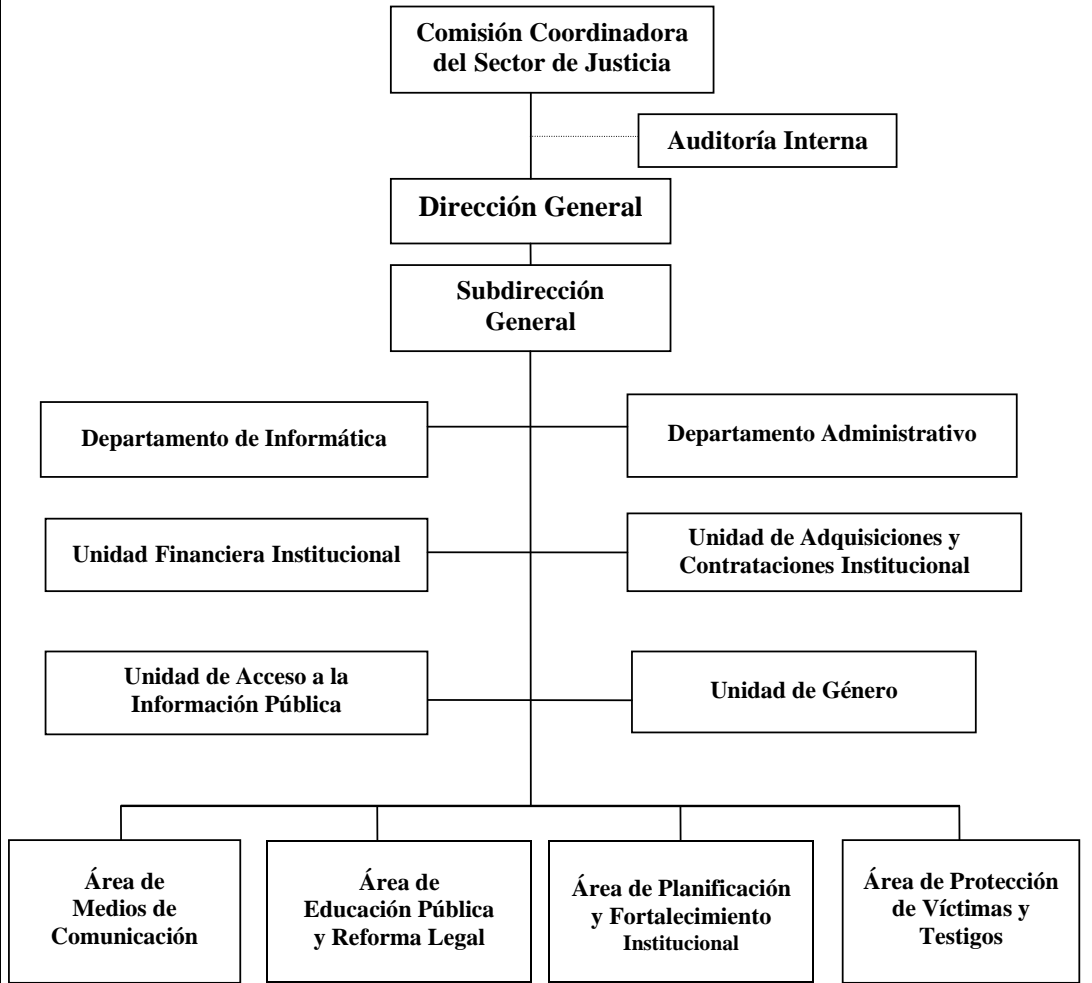 Comisión Coordinadora
del Sector de Justicia
Auditoría Interna
Dirección General
Subdirección
General
Departamento de Informática
Departamento Administrativo
Unidad Financiera Institucional
Unidad de Adquisiciones y
Contrataciones Institucional
Unidad de Acceso a la
Información Pública
Unidad de Género
Área de
Medios de
Comunicación
Área de
Educación Pública
y Reforma Legal
Área de Planificación
y Fortalecimiento
Institucional
Área de Protección
de Víctimas y
Testigos